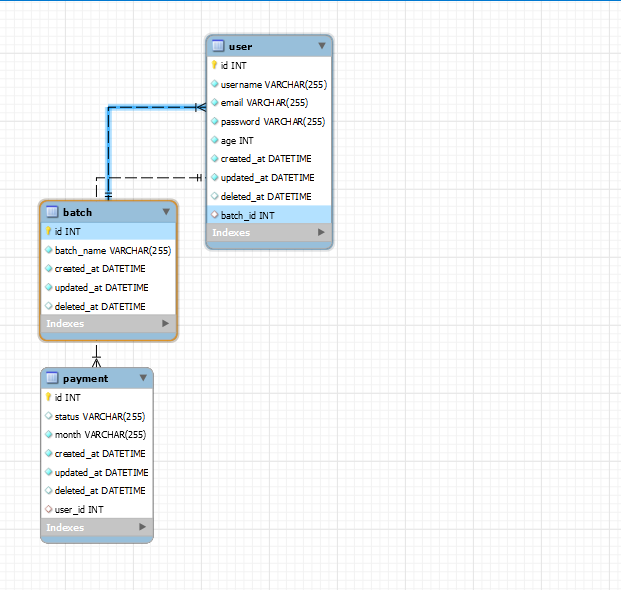 user
id INT
username VARCHAR(255)
email VARCHAR(255)
password VARCHAR(255)
age INT
created_at DATETIME
updated_at DATETIME
deleted_at DATETIME
batch_id INT
Indexes
batch
id INT
batch_name VARCHAR(255)
created_at DATETIME
updated_at DATETIME
deleted_at DATETIME
Indexes
payment
id INT
status VARCHAR(255)
month VARCHAR(255)
created_at DATETIME
updated_at DATETIME
deleted_at DATETIME
user_id INT
Indexes